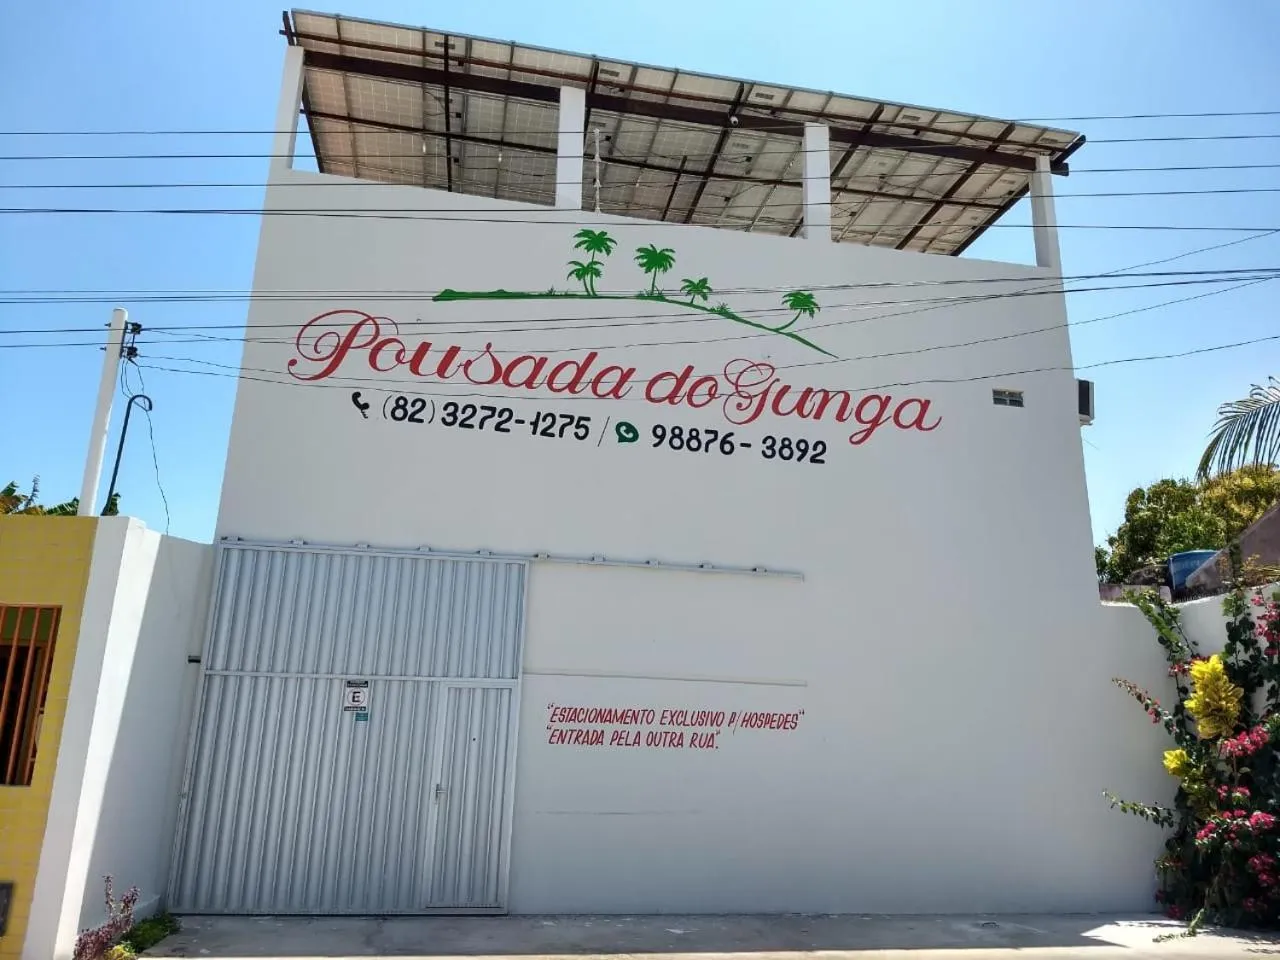 Pousada do Gunga
(82) 3272-1275 / 98876-3892
E
"ESTACIONAMENTO EXCLUSIVO P/HOSPEDES"
"ENTRADA PELA OUTRA RUA".